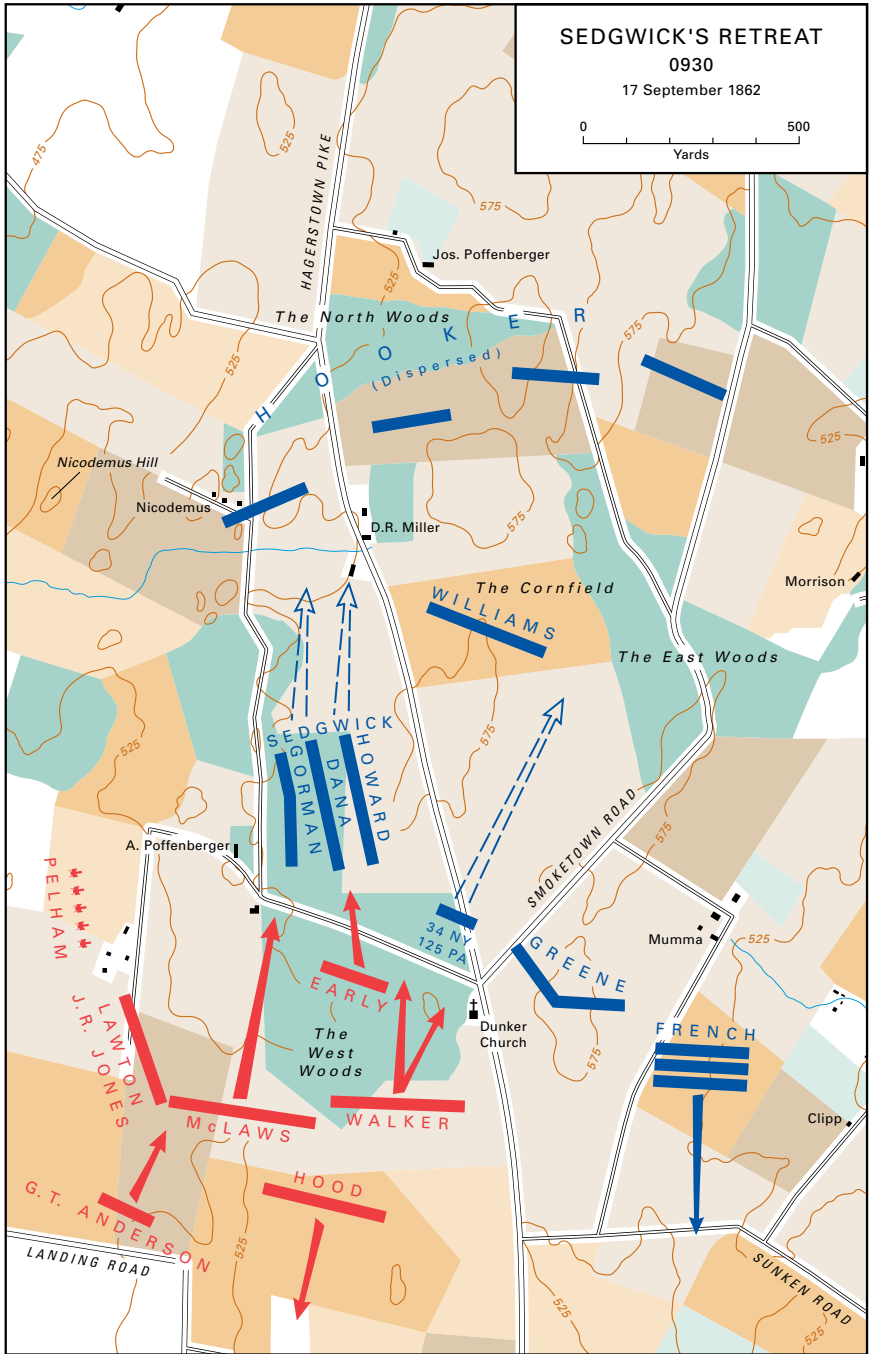 SEDGWICK'S RETREAT
0930
17 September 1862
0 500
Yards
475
525
575
HAGERSTOWN PIKE
525
Jos. Poffenberger
The North Woods
HOOKER
(Dispersed)
575
525
525
Nicodemus Hill
Nicodemus
D.R. Miller
575
The Cornfield
Morrison
WILLIAMS
The East Woods
SEDGWICK
GORMAN
DANA
HOWARD
525
575
SMOKETOWN ROAD
575
A. Poffenberger
PELHAM
34 NY
125 PA
GREENE
Mumma
525
EARLY
Dunker
Church
FRENCH
LAWTON
J.R. JONES
The
West
Woods
575
McLAWS
WALKER
Clipp
HOOD
G.T. ANDERSON
LANDING ROAD
525
SUNKEN ROAD
525